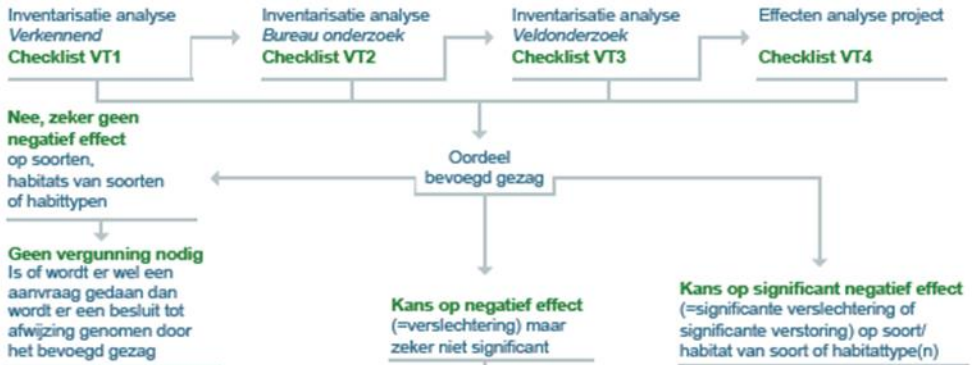 Inventarisatie analyse
Verkennend
Checklist VT1
Inventarisatie analyse
Bureau onderzoek
Checklist VT2
Inventarisatie analyse
Veldonderzoek
Checklist VT3
Effecten analyse project
Checklist VT4
Nee, zeker geen
negatief effect
op soorten,
habitats van soorten
of habittypen
Oordeel
bevoegd gezag
Geen vergunning nodig
Is of wordt er wel een
aanvraag gedaan dan
wordt er een besluit tot
afwijzing genomen door
het bevoegd gezag
Kans op negatief effect
(=verslechtering) maar
zeker niet significant
Kans op significant negatief effect
(=significante verslechtering of
significante verstoring) op soort/
habitat van soort of habitattype(n)